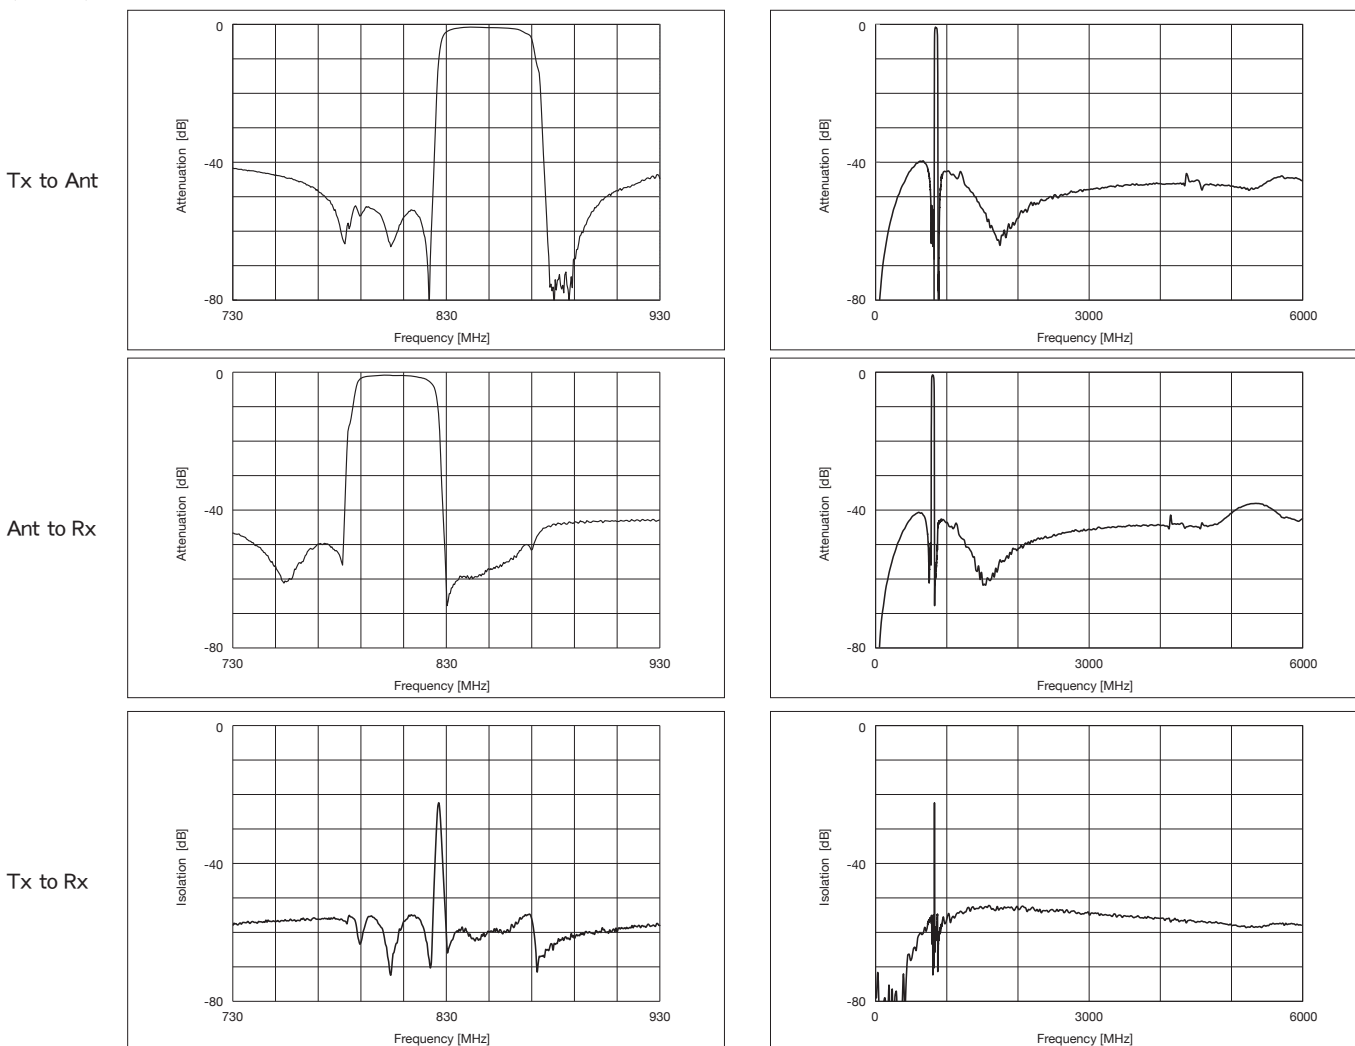 Tx to Ant
0
-40
-80
Attenuation [dB]
730
830
930
Frequency [MHz]
0
-40
-80
Attenuation [dB]
0
3000
6000
Frequency [MHz]
Ant to Rx
0
-40
-80
Attenuation [dB]
730
830
930
Frequency [MHz]
0
-40
-80
Attenuation [dB]
0
3000
6000
Frequency [MHz]
Tx to Rx
0
-40
-80
Isolation [dB]
730
830
930
Frequency [MHz]
0
-40
-80
Isolation [dB]
0
3000
6000
Frequency [MHz]